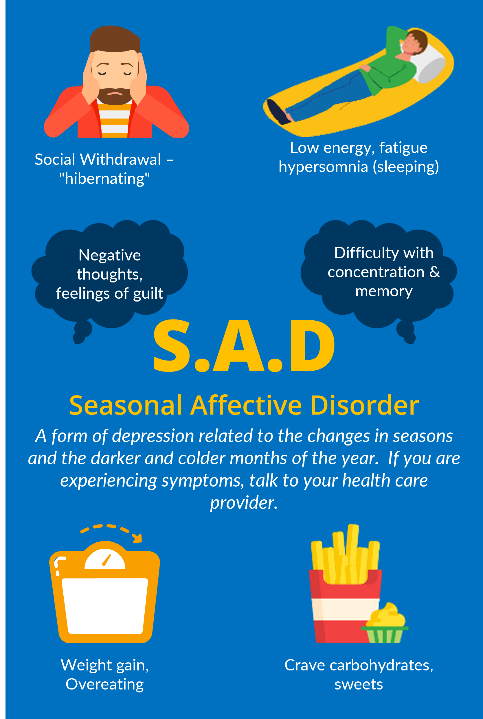 Social Withdrawal –
"hibernating"
Low energy, fatigue
hypersomnia (sleeping)
Negative
thoughts,
feelings of guilt
Difficulty with
concentration &
memory
S.A.D
Seasonal Affective Disorder
A form of depression related to the changes in seasons
and the darker and colder months of the year. If you are
experiencing symptoms, talk to your health care
provider.
Weight gain,
Overeating
Crave carbohydrates,
sweets